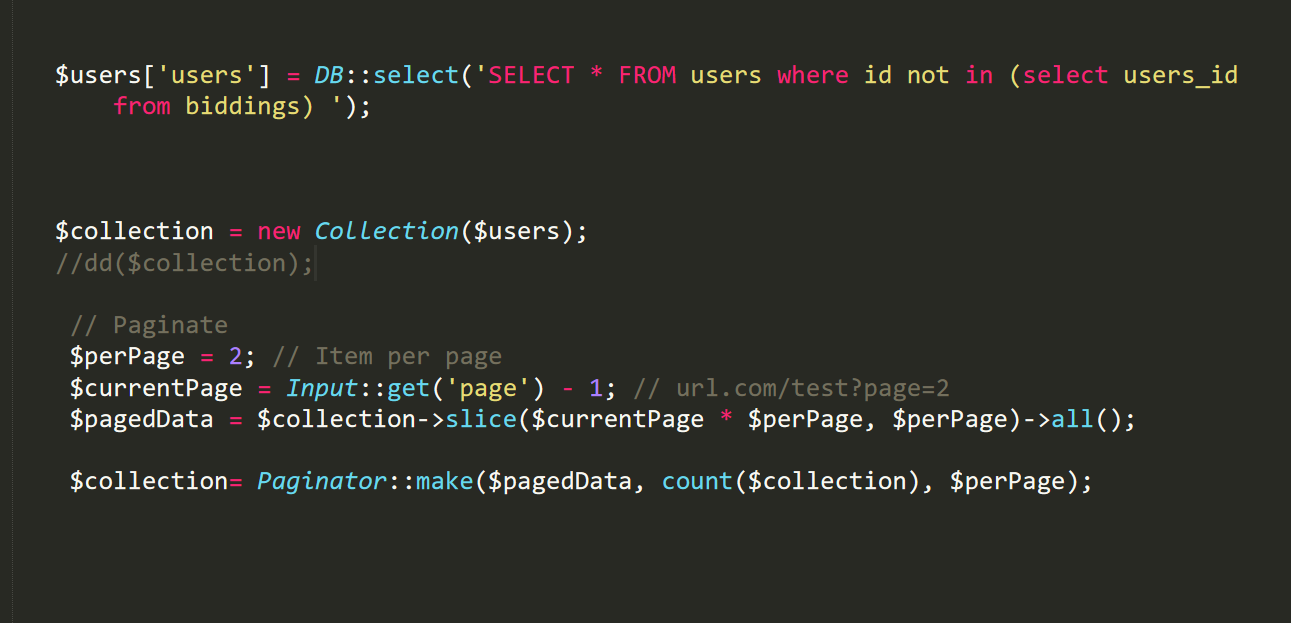 $users['users'] = DB::select('SELECT * FROM users where id not in (select users_id
from biddings) ');
$collection = new Collection($users);
//dd($collection);
// Paginate
$perPage = 2; // Item per page
$currentPage = Input::get('page') - 1; // url.com/test?page=2
$pagedData = $collection->slice($currentPage * $perPage, $perPage)->all();
$collection= Paginator::make($pagedData, count($collection), $perPage);